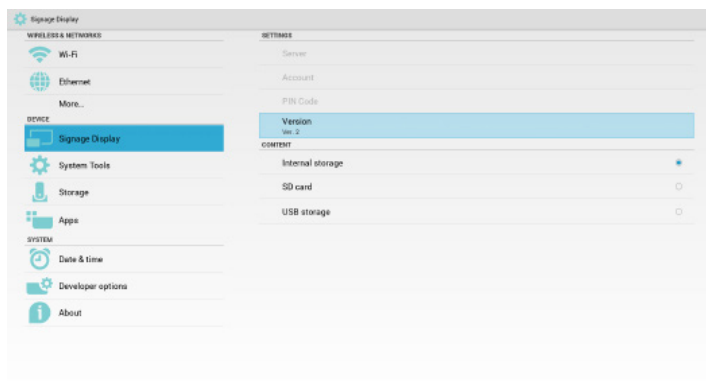 Signage Display
WIRELESS & NETWORKS
Wi-Fi
Ethernet
More...
DEVICE
Signage Display
System Tools
Storage
Apps
SYSTEM
Date & time
Developer options
About
SETTINGS
Server
Account
PIN Code
Version
Ver. 2
CONTENT
Internal storage
SD card
USB storage